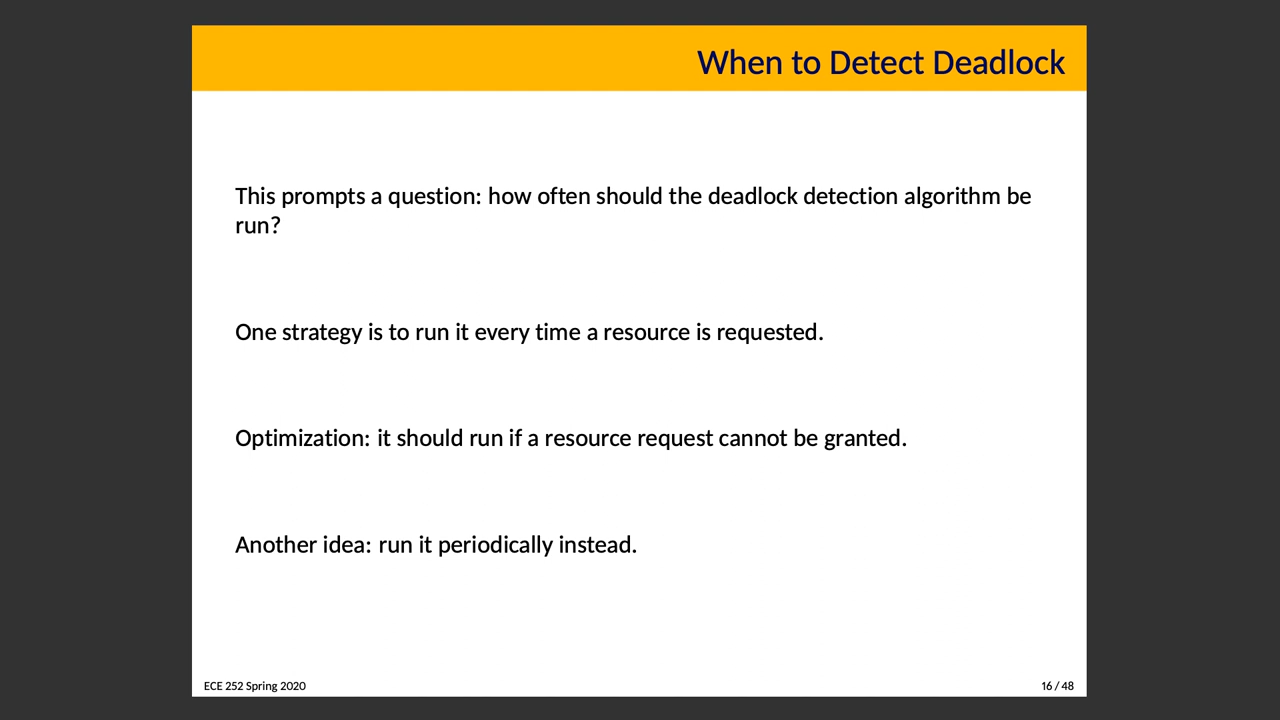 When to Detect Deadlock
This prompts a question: how often should the deadlock detection algorithm be
run?
One strategy is to run it every time a resource is requested.
Optimization: it should run if a resource request cannot be granted.
Another idea: run it periodically instead.
ECE 252 Spring 2020
16 / 48